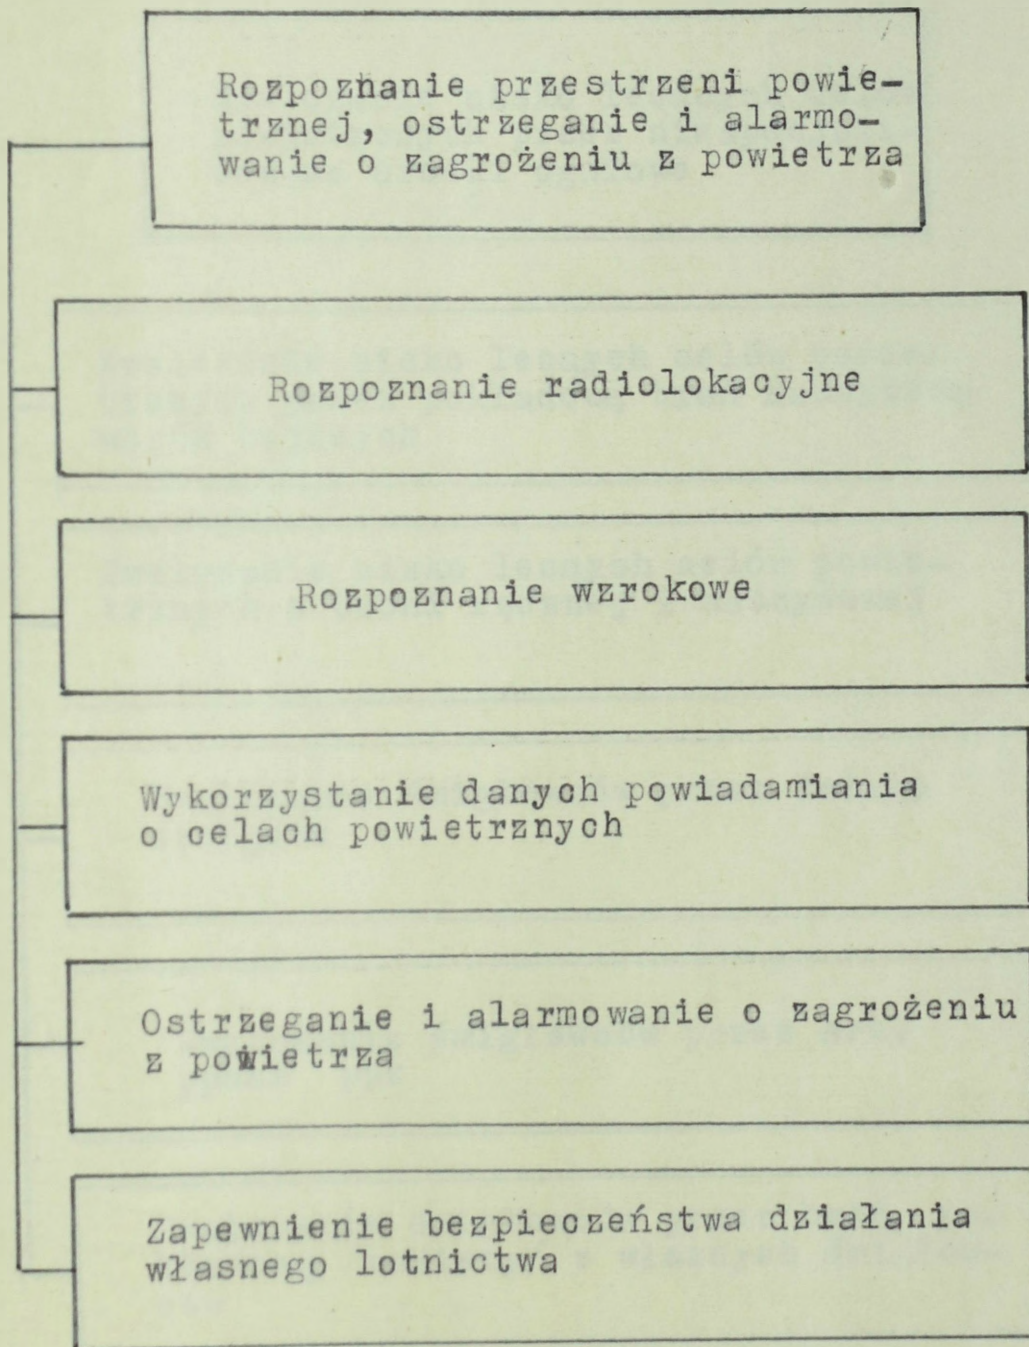 Rozpoznanie przestrzeni powie-
trznej, ostrzeganie i alarmo-
wanie o zagrożeniu z powietrza
Rozpoznanie radiolokacyjne
Rozpoznanie wzrokowe
Wykorzystanie danych powiadamiania
o celach powietrznych
Ostrzeganie i alarmowanie o zagrożeniu
z powietrza
Zapewnienie bezpieczeństwa działania
własnego lotnictwa